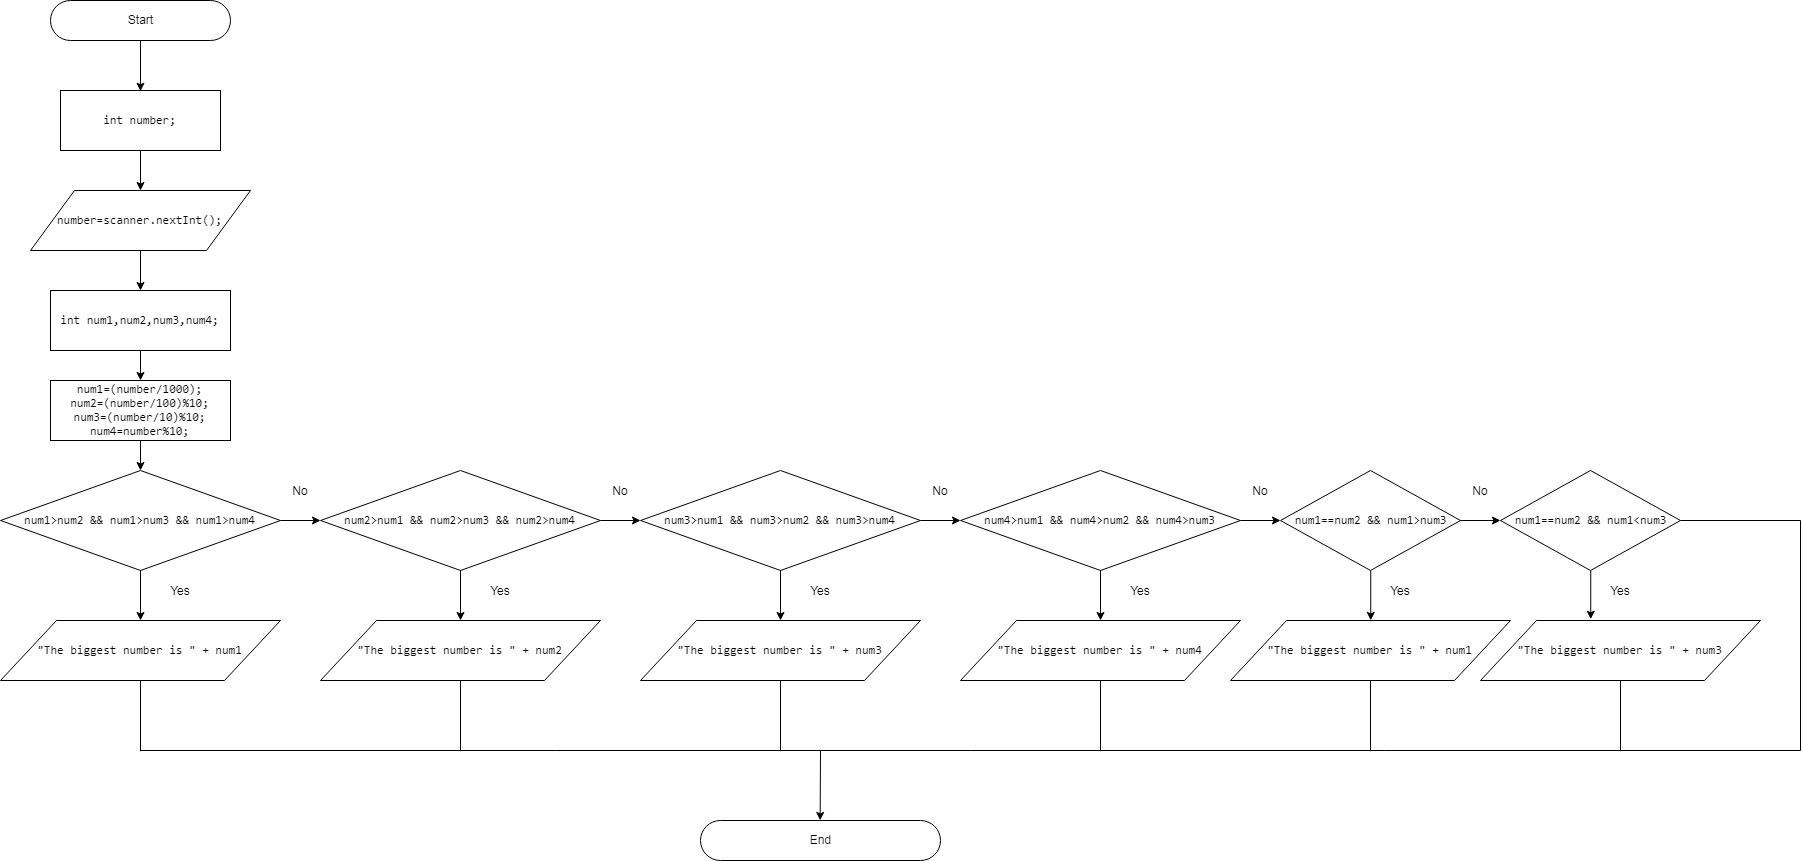 Start
int number;
number=scanner.nextInt();
int num1,num2,num3,num4;
num1=(number/1000);
num2=(number/100)%10;
num3=(number/10)%10;
num4=number%10;
No
No
No
No
No
num1>num2 && num1>num3 && num1>num4
num2>num1 && num2>num3 && num2>num4
num3>num1 && num3>num2 && num3>num4
num4>num1 && num4>num2 && num4>num3
num1==num2 && num1>num3
num1==num2 && num1<num3
Yes
Yes
Yes
Yes
Yes
Yes
"The biggest number is " + num1
"The biggest number is " + num2
"The biggest number is " + num3
"The biggest number is " + num4
"The biggest number is " + num1
"The biggest number is " + num3
End